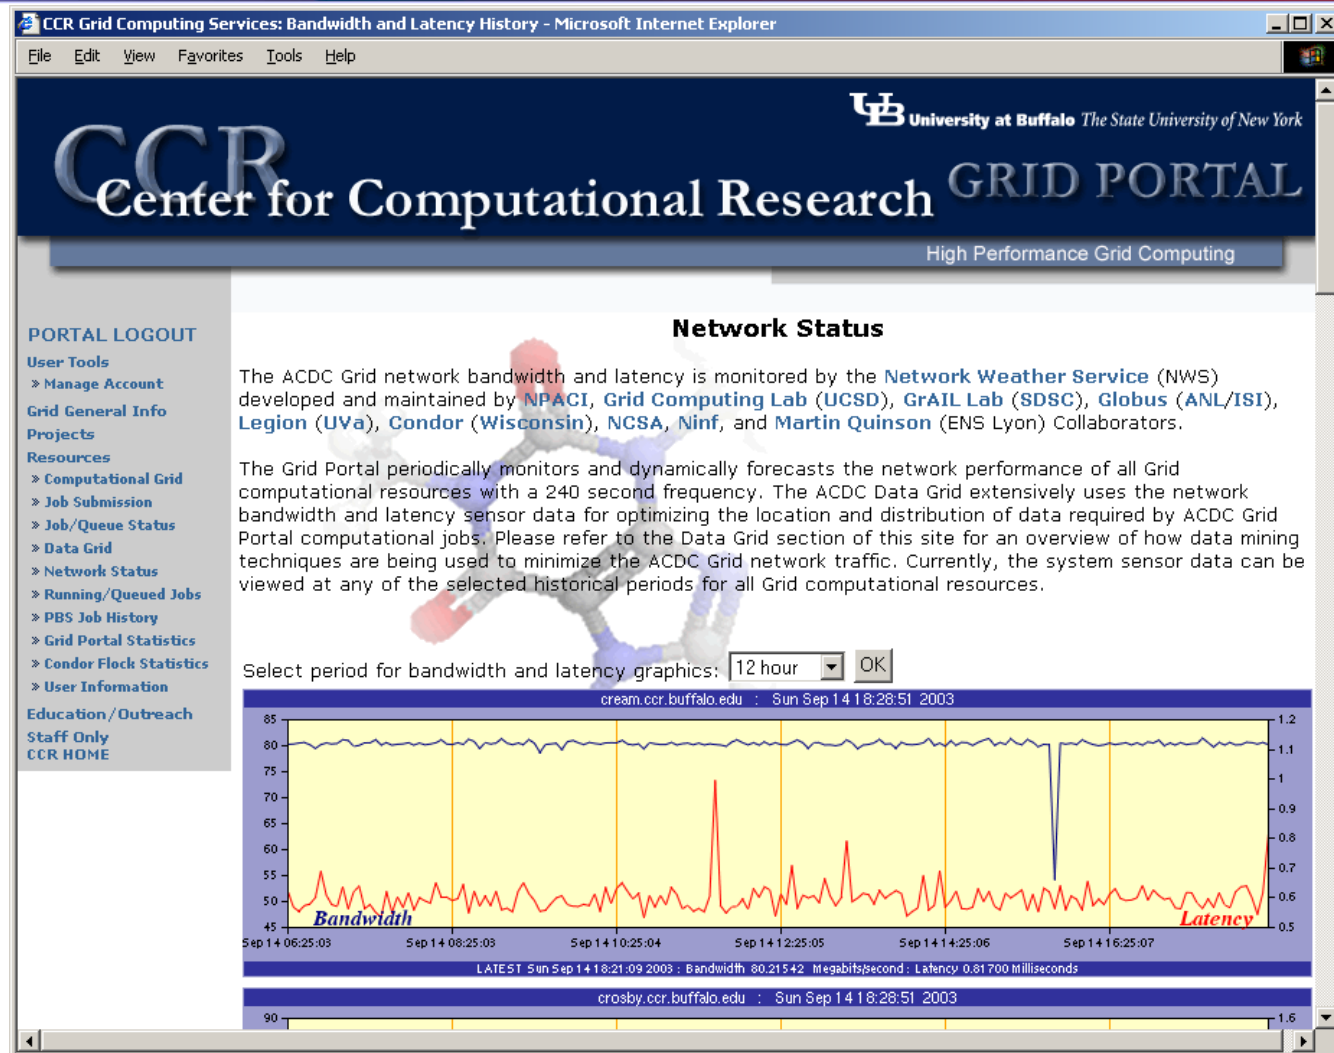 CCR Grid Computing Services: Bandwidth and Latency History - Microsoft Internet Explorer
File Edit View Favorites Tools Help
UB University at Buffalo The State University of New York
CCR
Center for Computational Research GRID PORTAL
High Performance Grid Computing
PORTAL LOGOUT
User Tools
» Manage Account
Grid General Info
Projects
Resources
» Computational Grid
» Job Submission
» Job/Queue Status
» Data Grid
» Network Status
» Running/Queued Jobs
» PBS Job History
» Grid Portal Statistics
» Condor Flock Statistics
» User Information
Education/Outreach
Staff Only
CCR HOME
Network Status
The ACDC Grid network bandwidth and latency is monitored by the Network Weather Service (NWS)
developed and maintained by NPACI, Grid Computing Lab (UCSD), GrAIL Lab (SDSC), Globus (ANL/ISI),
Legion (UVa), Condor (Wisconsin), NCSA, Ninf, and Martin Quinson (ENS Lyon) Collaborators.
The Grid Portal periodically monitors and dynamically forecasts the network performance of all Grid
computational resources with a 240 second frequency. The ACDC Data Grid extensively uses the network
bandwidth and latency sensor data for optimizing the location and distribution of data required by ACDC Grid
Portal computational jobs. Please refer to the Data Grid section of this site for an overview of how data mining
techniques are being used to minimize the ACDC Grid network traffic. Currently, the system sensor data can be
viewed at any of the selected historical periods for all Grid computational resources.
Select period for bandwidth and latency graphics: 12 hour OK
cream.ccr.buffalo.edu : Sun Sep 14 18:28:51 2003
85 1.2
80 1.1
75 1
70 0.9
65 0.8
60 0.7
55 0.6
50 0.5
45
Bandwidth Latency
Sep 14 06:25:03 Sep 14 08:25:03 Sep 14 10:25:04 Sep 14 12:25:05 Sep 14 14:25:06 Sep 14 16:25:07
LATEST Sun Sep 14 18:21:09 2003 : Bandwidth 80.21542 Megabits/second : Latency 0.81700 Milliseconds
crosby.ccr.buffalo.edu : Sun Sep 14 18:28:51 2003
90 1.6